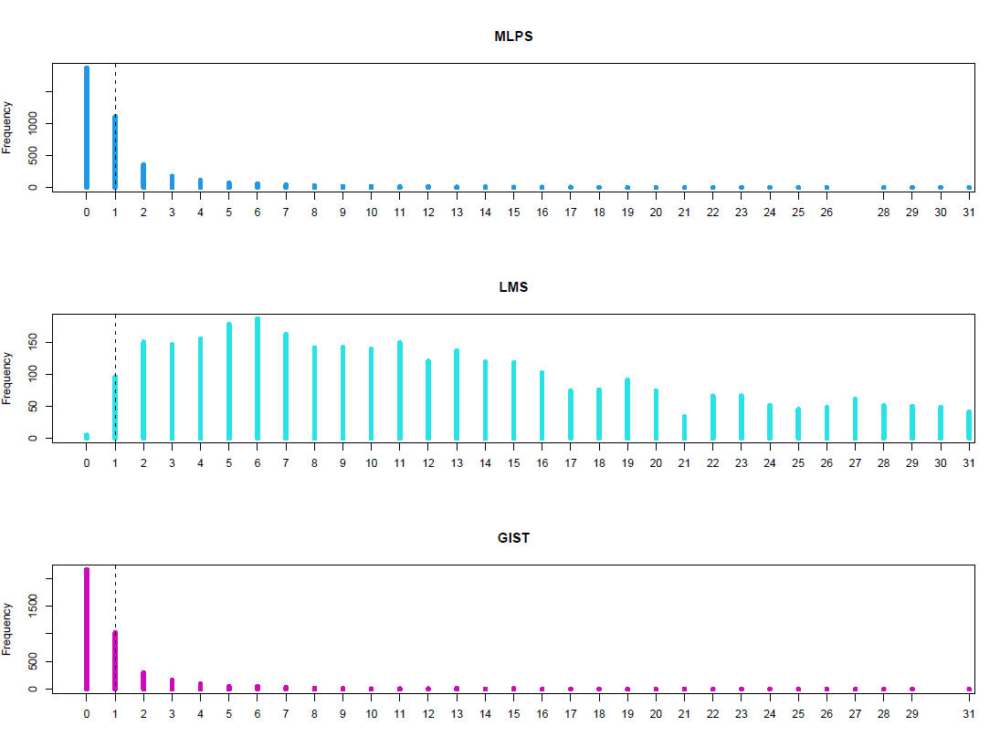 MLPS
Frequency
0 500 1000
0 1 2 3 4 5 6 7 8 9 10 11 12 13 14 15 16 17 18 19 20 21 22 23 24 25 26 28 29 30 31
LMS
Frequency
0 50 100 150
0 1 2 3 4 5 6 7 8 9 10 11 12 13 14 15 16 17 18 19 20 21 22 23 24 25 26 27 28 29 30 31
GIST
Frequency
0 500 1500
0 1 2 3 4 5 6 7 8 9 10 11 12 13 14 15 16 17 18 19 20 21 22 23 24 25 26 27 28 29 31